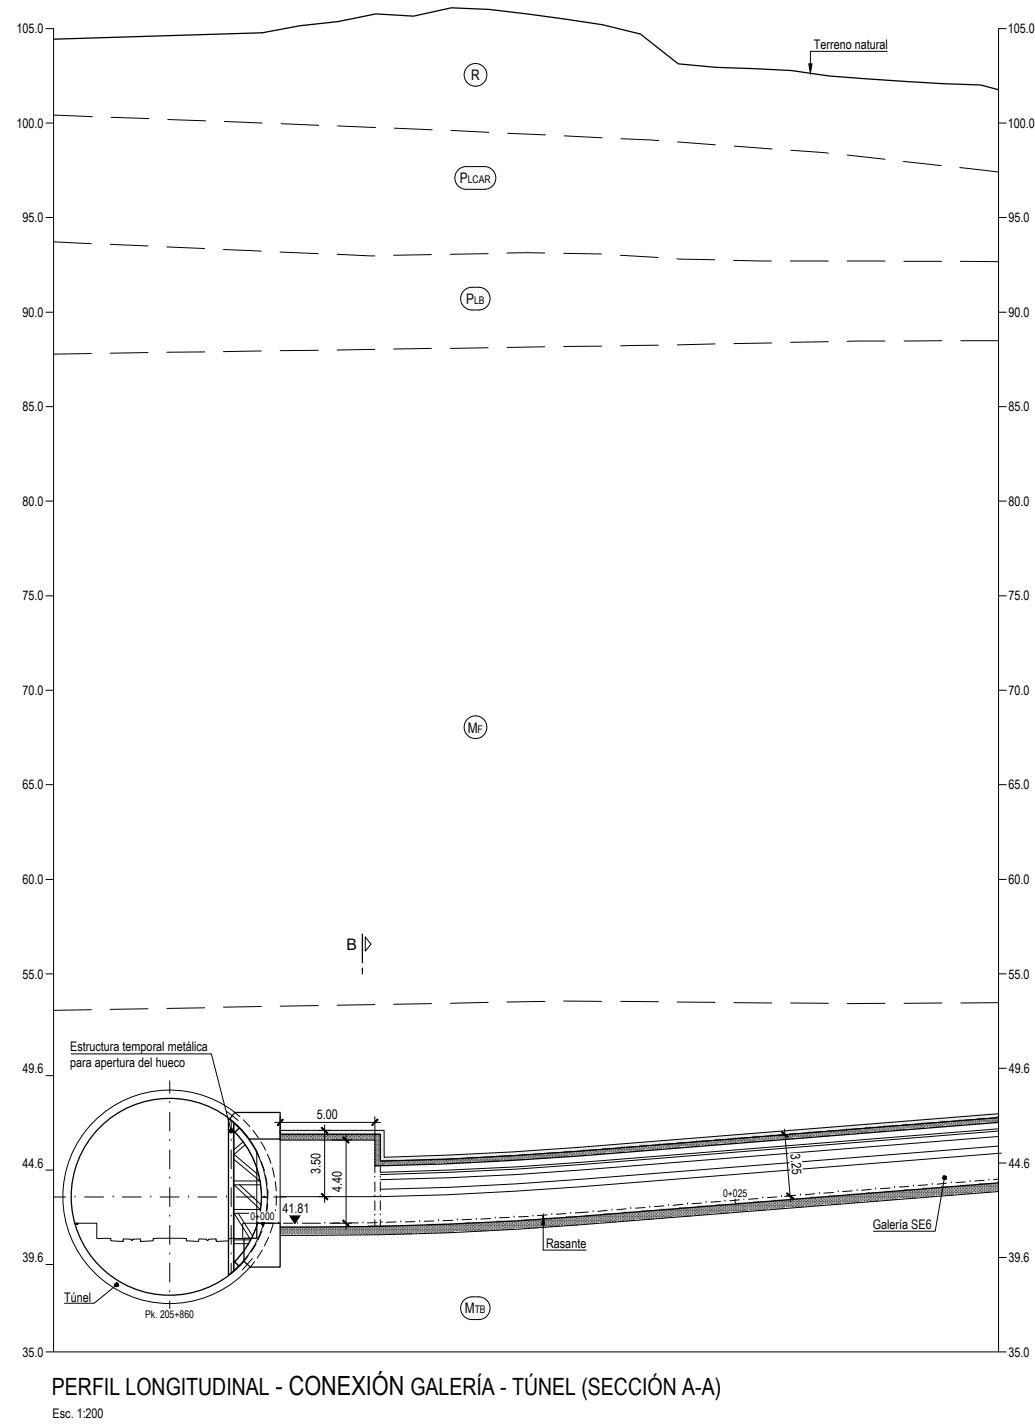 105.0
105.0
Terreno natural
R
100.0
100.0
PLCAR
95.0
95.0
PLB
90.0
90.0
85.0
85.0
80.0
80.0
75.0
75.0
70.0
70.0
MF
65.0
65.0
60.0
60.0
B
55.0
55.0
Estructura temporal metálica
para apertura del hueco
49.6
49.6
5.00
3.50
4.40
3.25
44.6
44.6
0+025
0+000
41.81
Galería SE6
Rasante
39.6
39.6
Túnel
Pk. 205+860
MTB
35.0
35.0
PERFIL LONGITUDINAL - CONEXIÓN GALERÍA - TÚNEL (SECCIÓN A-A)
Esc. 1:200